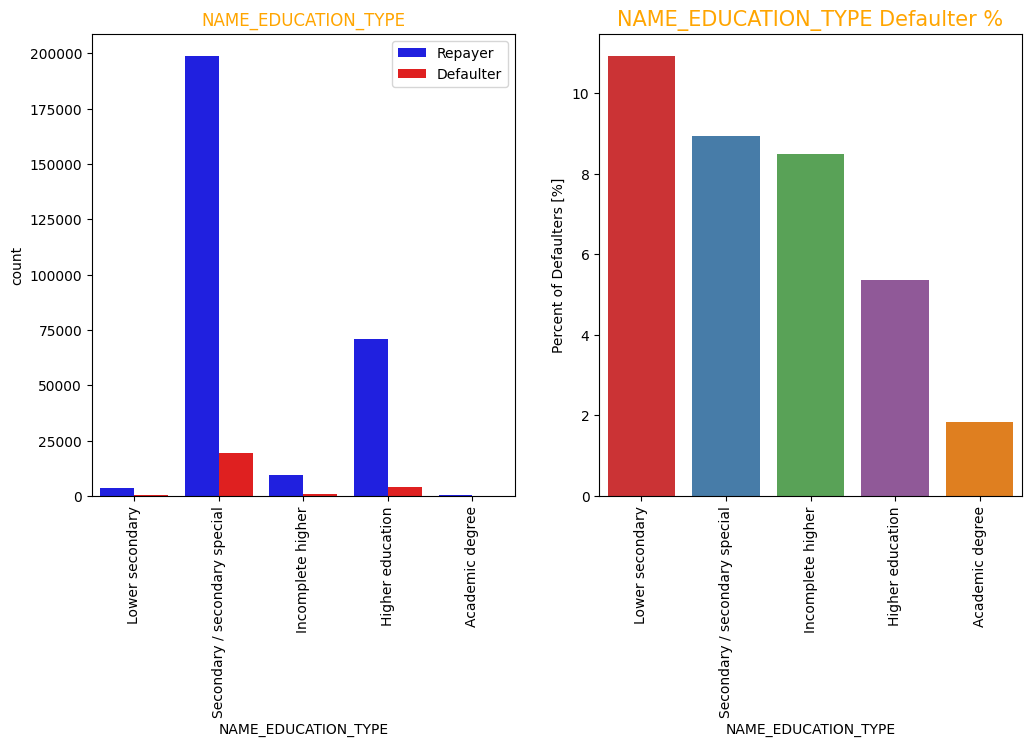 NAME_EDUCATION_TYPE
Repayer
Defaulter
count
200000
175000
150000
125000
100000
75000
50000
25000
0
Lower secondary
Secondary / secondary special
Incomplete higher
Higher education
Academic degree
NAME_EDUCATION_TYPE
NAME_EDUCATION_TYPE Defaulter %
Percent of Defaulters [%]
10
8
6
4
2
0
Lower secondary
Secondary / secondary special
Incomplete higher
Higher education
Academic degree
NAME_EDUCATION_TYPE